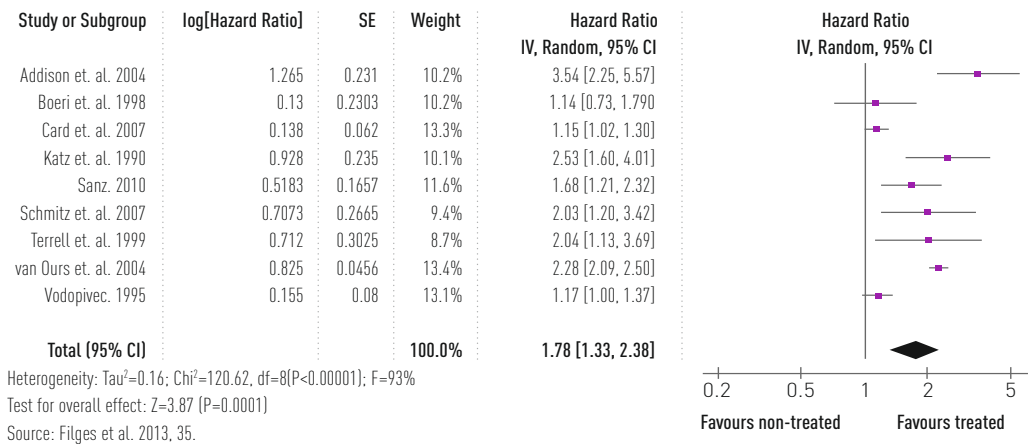 Study or Subgroup log[Hazard Ratio] SE Weight Hazard Ratio Hazard Ratio
IV, Random, 95% CI IV, Random, 95% CI
Addison et. al. 2004 1.265 0.231 10.2% 3.54 [2.25, 5.57]
Boeri et al. 1998 0.13 0.2303 10.2% 1.14 [0.73, 1.790
Card et. al. 2007 0.138 0.062 13.3% 1.15 [1.02, 1.30]
Katz et. al. 1990 0.928 0.235 10.1% 2.53 [1.60, 4.01]
Sanz. 2010 0.5183 0.1657 11.6% 1.68 [1.21, 2.32]
Schmitz et. al. 2007 0.7073 0.2665 9.4% 2.03 [1.20, 3.42]
Terrell et. al. 1999 0.712 0.3025 8.7% 2.04 [1.13, 3.69]
van Ours et. al. 2004 0.825 0.0456 13.4% 2.28 [2.09, 2.50]
Vodopivec. 1995 0.155 0.08 13.1% 1.17 [1.00, 1.37]
Total (95% CI) 100.0% 1.78 [1.33, 2.38]
Heterogeneity: Tau²=0.16; Chi²=120.62, df=8(P<0.00001); F=93%
0.2 0.5 1 2 5
Test for overall effect: Z=3.87 (P=0.0001)
Favours non-treated Favours treated
Source: Filges et al. 2013, 35.